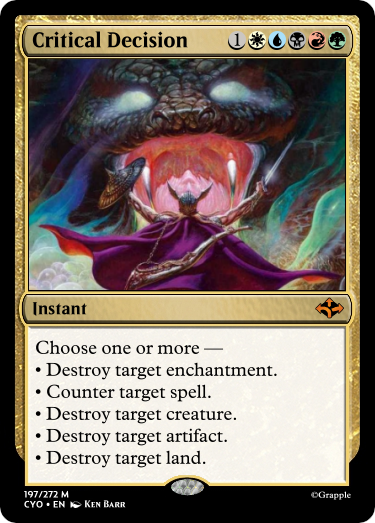 Critical Decision 1
Instant
Choose one or more —
• Destroy target enchantment.
• Counter target spell.
• Destroy target creature.
• Destroy target artifact.
• Destroy target land.
197/272 M
CYO • EN Ken Barr
©Grapple